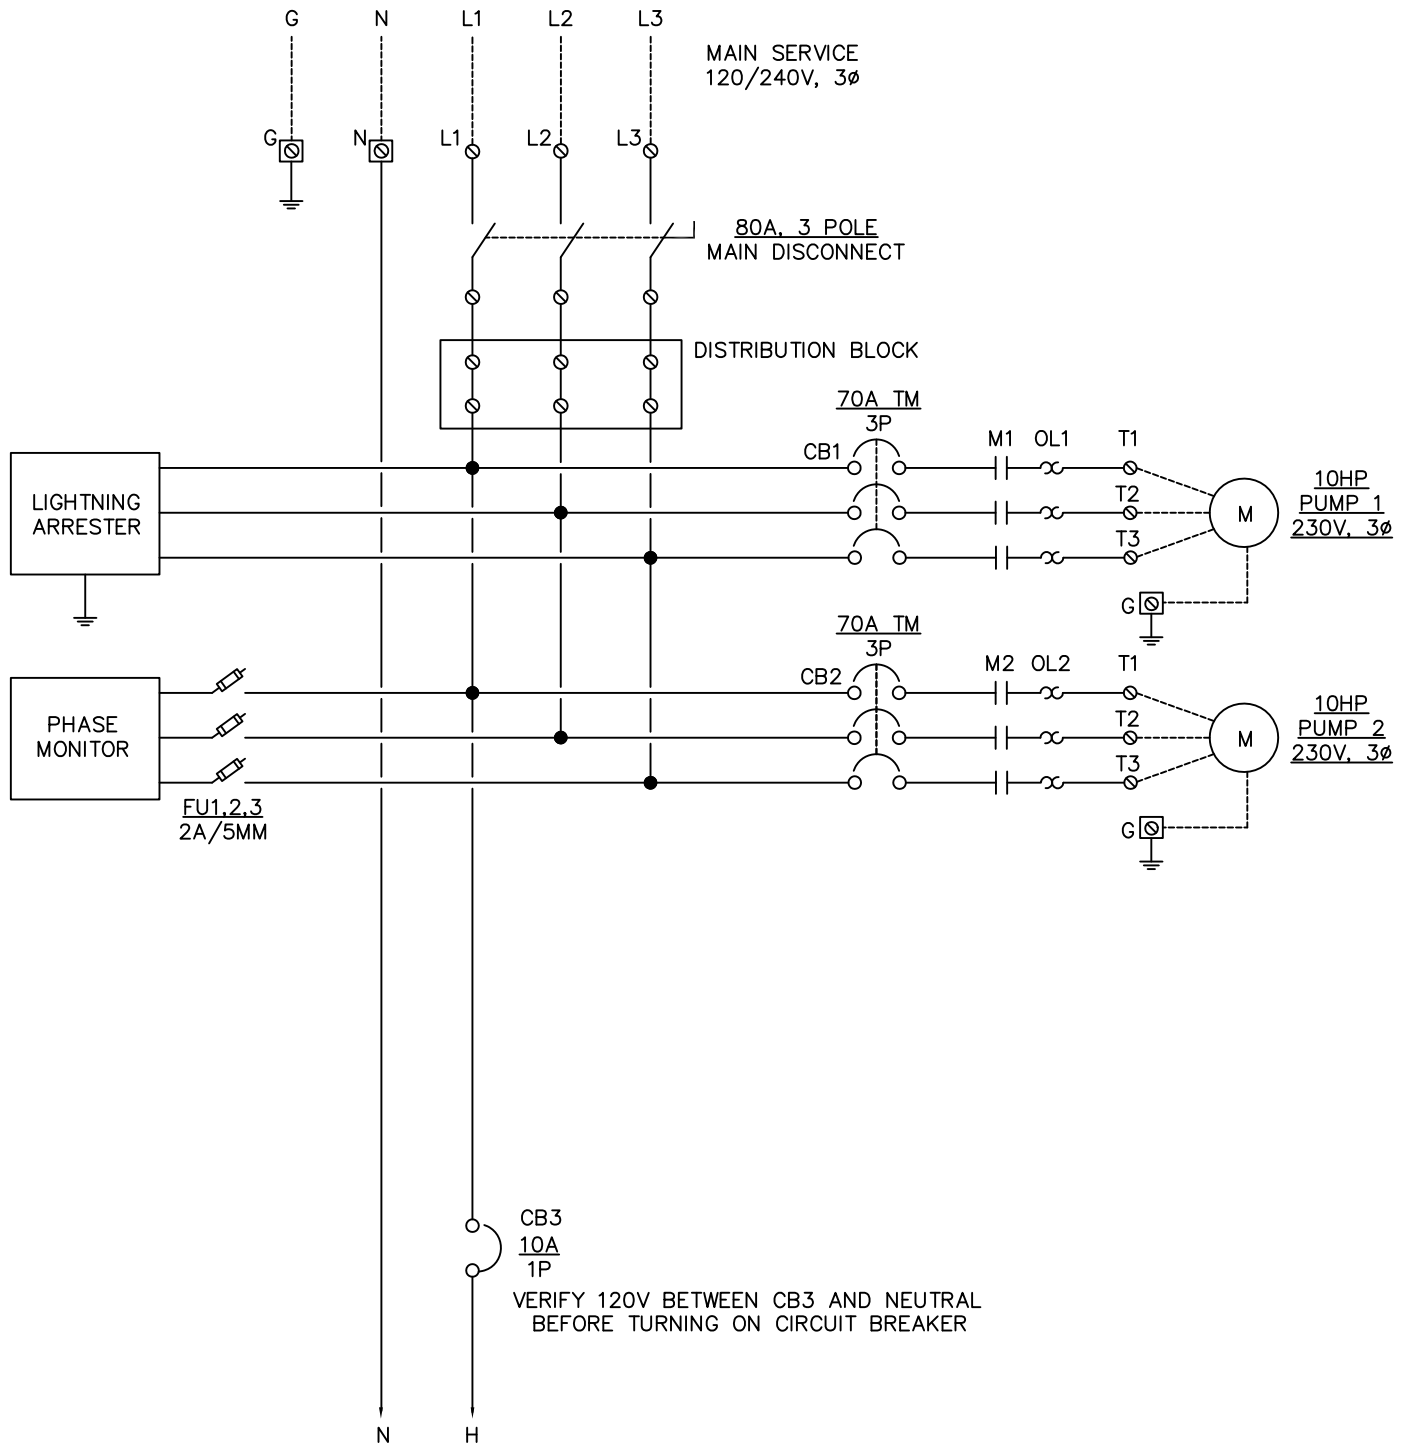 G N L1 L2 L3
MAIN SERVICE
120/240V, 3ø
G N L1 L2 L3
80A, 3 POLE
MAIN DISCONNECT
DISTRIBUTION BLOCK
70A TM
3P
CB1 M1 OL1 T1
LIGHTNING
ARRESTER
T2
T3
M
10HP
PUMP 1
230V, 3ø
G
70A TM
3P
CB2 M2 OL2 T1
PHASE
MONITOR
T2
T3
M
10HP
PUMP 2
230V, 3ø
FU1,2,3
2A/5MM
G
CB3
10A
1P
VERIFY 120V BETWEEN CB3 AND NEUTRAL
BEFORE TURNING ON CIRCUIT BREAKER
N H